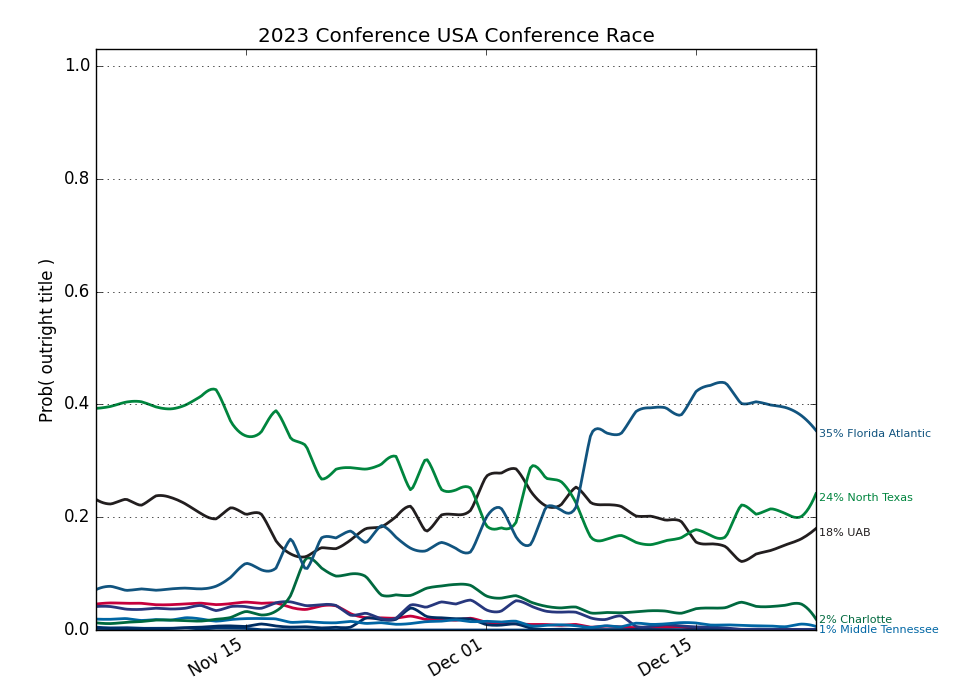 2023 Conference USA Conference Race
1.0
0.8
0.6
0.4
0.2
0.0
Prob( outright title )
Nov 15
Dec 01
Dec 15
35% Florida Atlantic
24% North Texas
18% UAB
2% Charlotte
1% Middle Tennessee